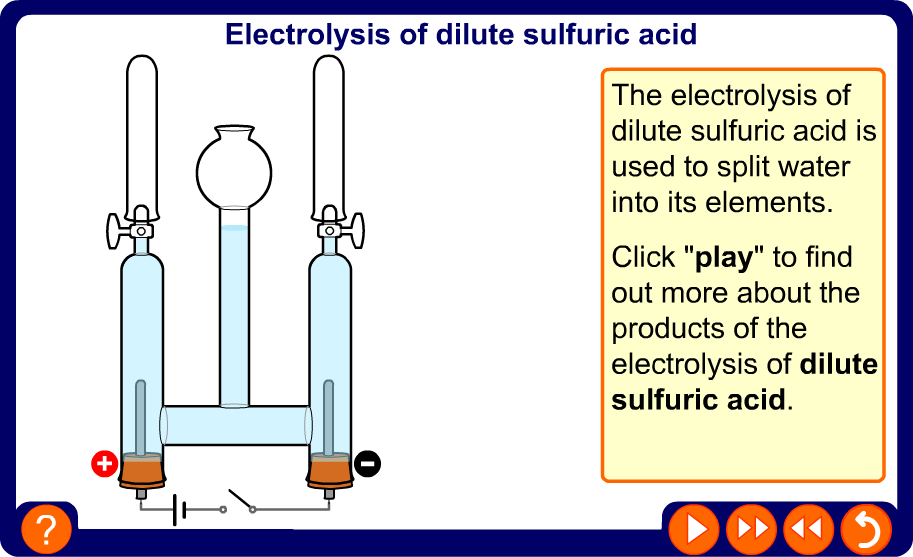 Electrolysis of dilute sulfuric acid
The electrolysis of
dilute sulfuric acid is
used to split water
into its elements.
Click "play" to find
out more about the
products of the
electrolysis of dilute
sulfuric acid.
+
-
?